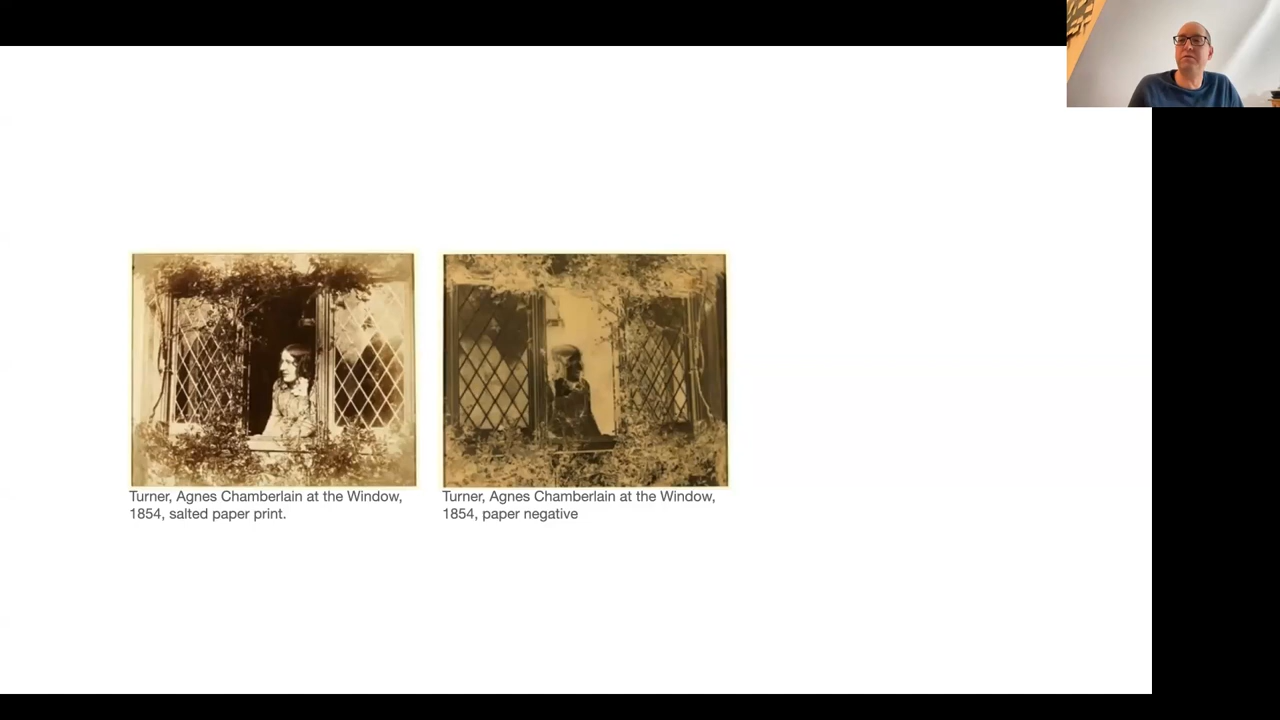 Turner, Agnes Chamberlain at the Window,
1854, salted paper print.
Turner, Agnes Chamberlain at the Window,
1854, paper negative